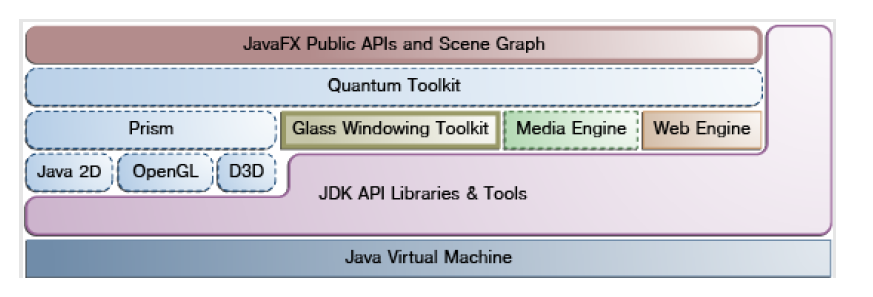 JavaFX Public APIs and Scene Graph
Quantum Toolkit
Prism
Glass Windowing Toolkit
Media Engine
Web Engine
Java 2D
OpenGL
D3D
JDK API Libraries & Tools
Java Virtual Machine